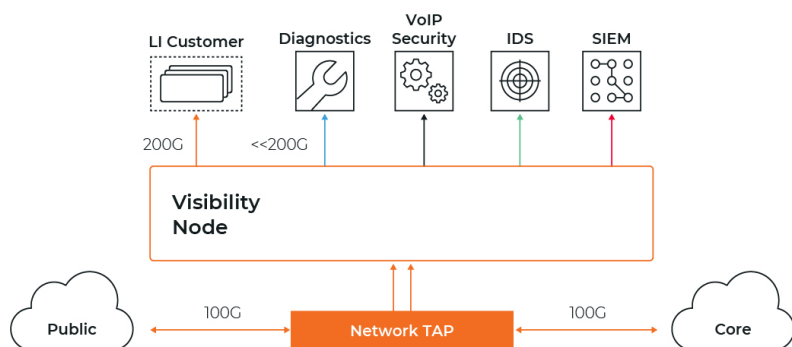 LI Customer
Diagnostics
VoIP
Security
IDS
SIEM
200G
<<200G
Visibility
Node
Public
100G
Network TAP
100G
Core